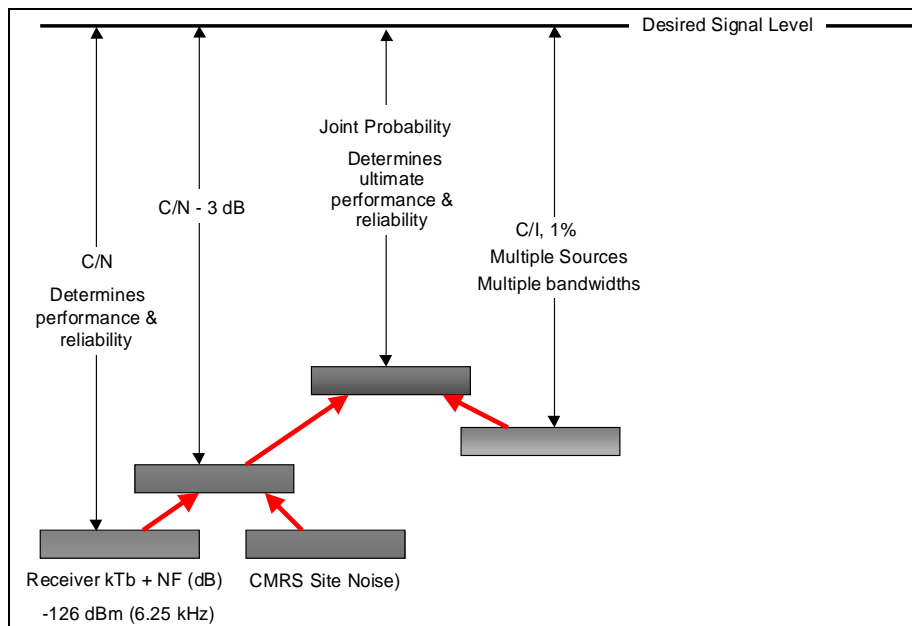 Desired Signal Level
C/N
Determines
performance &
reliability
C/N - 3 dB
Joint Probability
Determines
ultimate
performance &
reliability
C/I, 1%
Multiple Sources
Multiple bandwidths
Receiver kTb + NF (dB)
-126 dBm (6.25 kHz)
CMRS Site Noise)